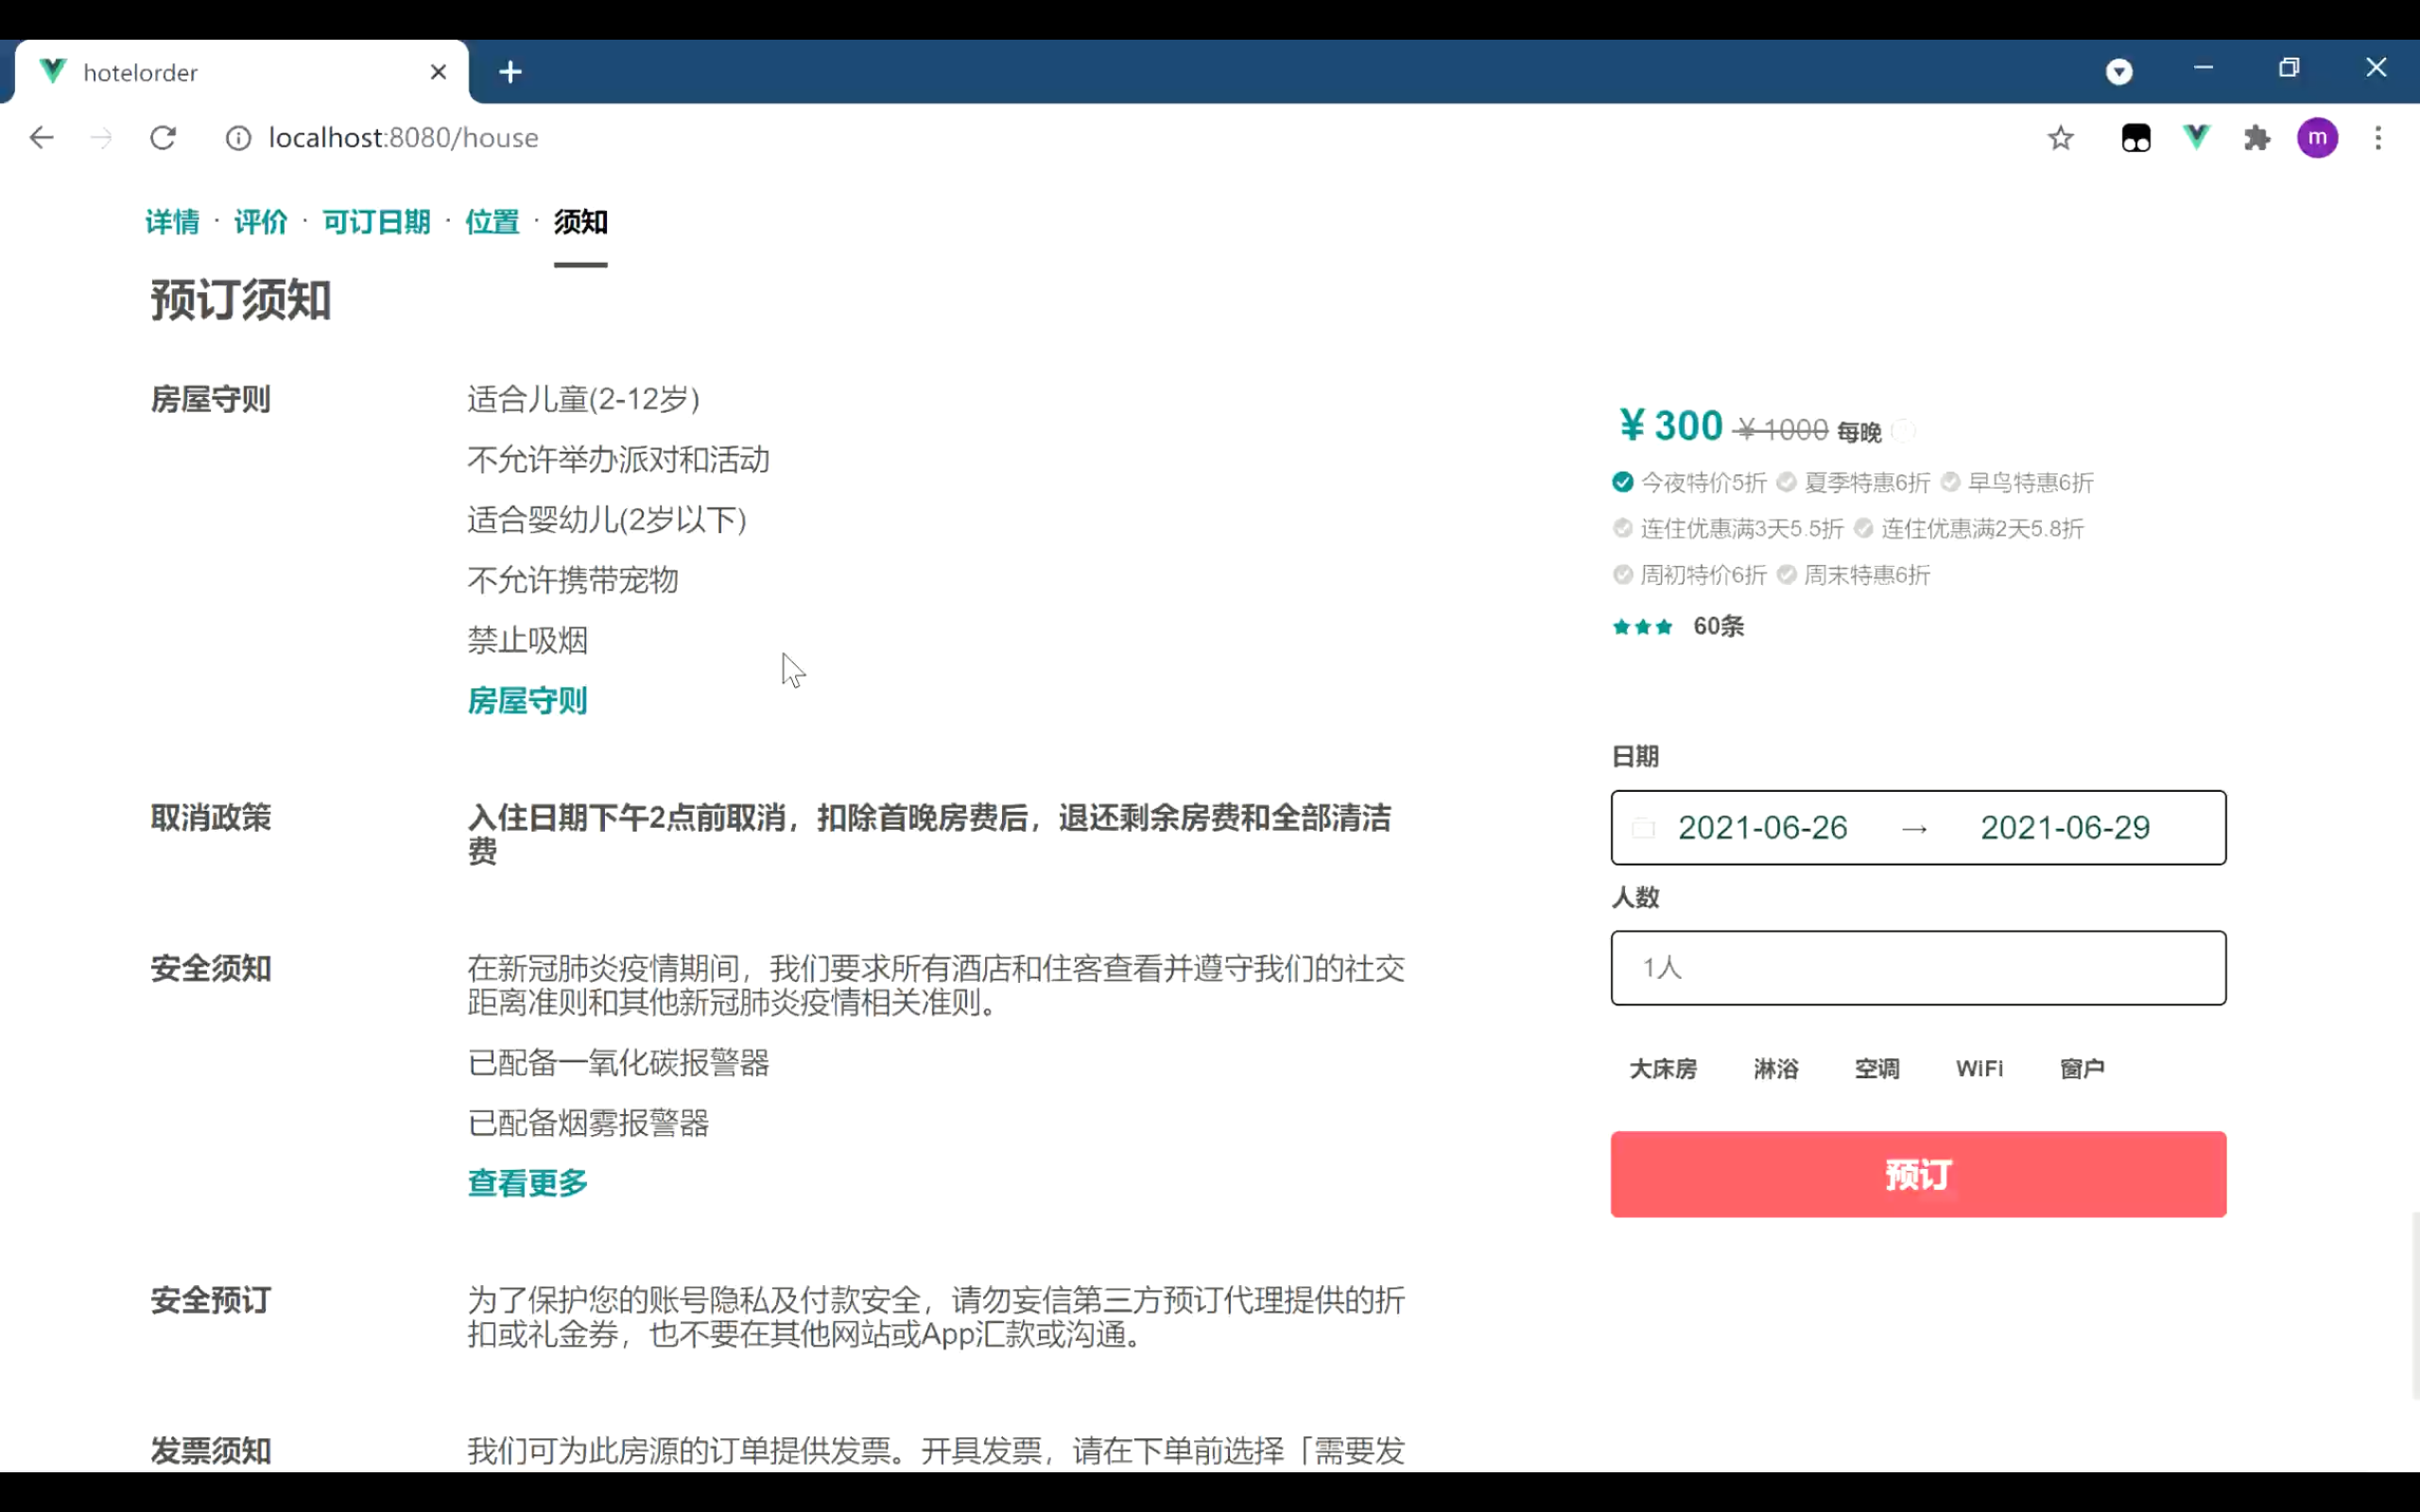 hotelorder
localhost:8080/house
m
详情 · 评价 · 可订日期 · 位置 · 须知
预订须知
房屋守则
适合儿童(2-12岁)
不允许举办派对和活动
适合婴幼儿(2岁以下)
不允许携带宠物
禁止吸烟
房屋守则
取消政策
入住日期下午2点前取消，扣除首晚房费后，退还剩余房费和全部清洁
费
安全须知
在新冠肺炎疫情期间，我们要求所有酒店和住客查看并遵守我们的社交
距离准则和其他新冠肺炎疫情相关准则。
已配备一氧化碳报警器
已配备烟雾报警器
查看更多
安全预订
为了保护您的账号隐私及付款安全，请勿妄信第三方预订代理提供的折
扣或礼金券，也不要在其他网站或App汇款或沟通。
发票须知
我们可为此房源的订单提供发票。开具发票，请在下单前选择「需要发
￥300 ￥1000 每晚
今夜特价5折 夏季特惠6折 早鸟特惠6折
连住优惠满3天5.5折 连住优惠满2天5.8折
周初特价6折 周末特惠6折
60条
日期
2021-06-26 → 2021-06-29
人数
1人
大床房 淋浴 空调 WiFi 窗户
预订